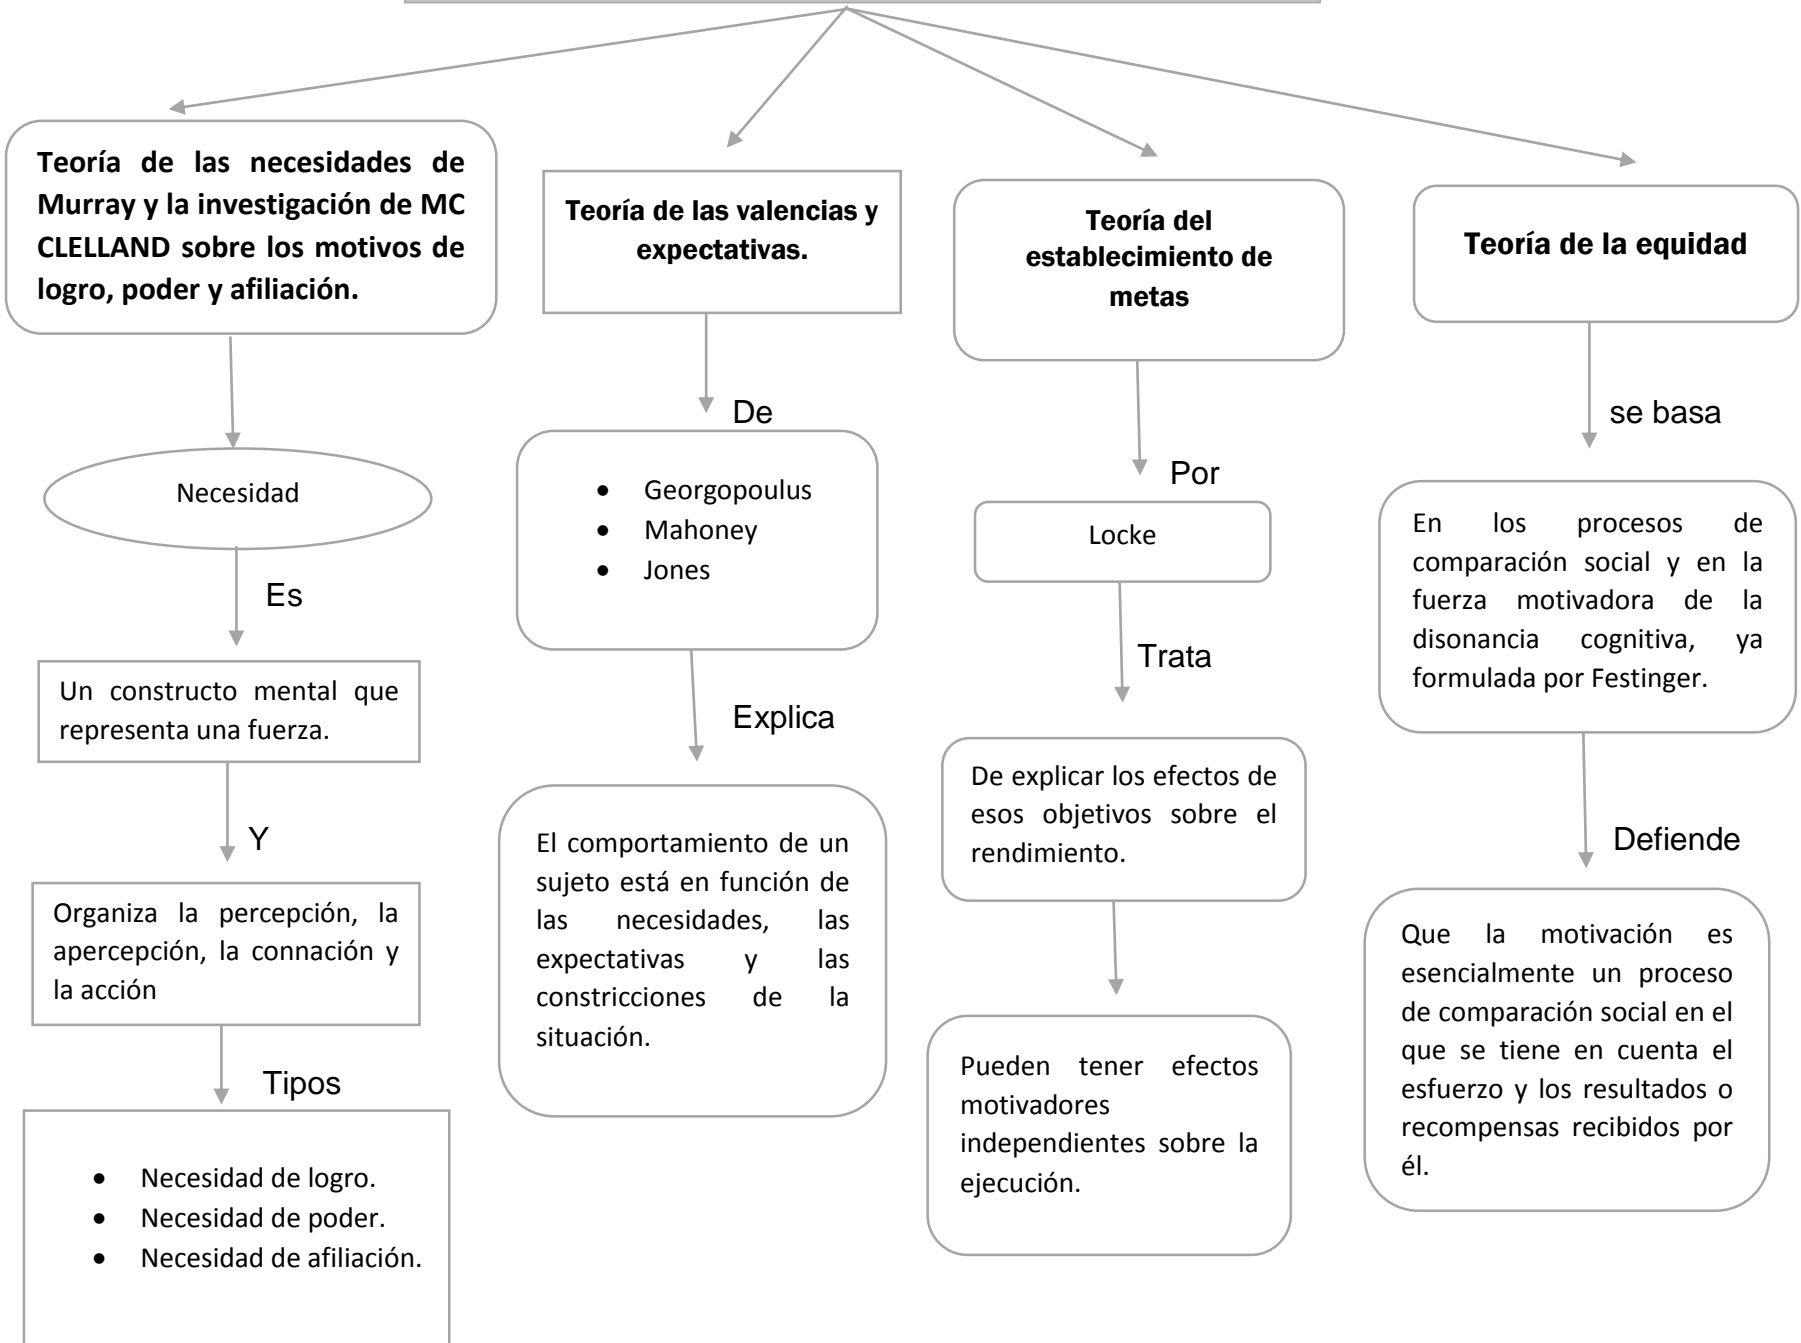 Teoría de las necesidades de
Murray y la investigación de MC
CLELLAND sobre los motivos de
logro, poder y afiliación.
Necesidad
Es
Un constructo mental que
representa una fuerza.
Y
Organiza la percepción, la
apercepción, la connación y
la acción
Tipos
• Necesidad de logro.
• Necesidad de poder.
• Necesidad de afiliación.
Teoría de las valencias y
expectativas.
De
• Georgopoulus
• Mahoney
• Jones
Explica
El comportamiento de un
sujeto está en función de
las necesidades, las
expectativas y las
constricciones de la
situación.
Teoría del
establecimiento de
metas
Por
Locke
Trata
De explicar los efectos de
esos objetivos sobre el
rendimiento.
Pueden tener efectos
motivadores
independientes sobre la
ejecución.
Teoría de la equidad
se basa
En los procesos de
comparación social y en la
fuerza motivadora de la
disonancia cognitiva, ya
formulada por Festinger.
Defiende
Que la motivación es
esencialmente un proceso
de comparación social en el
que se tiene en cuenta el
esfuerzo y los resultados o
recompensas recibidos por
él.